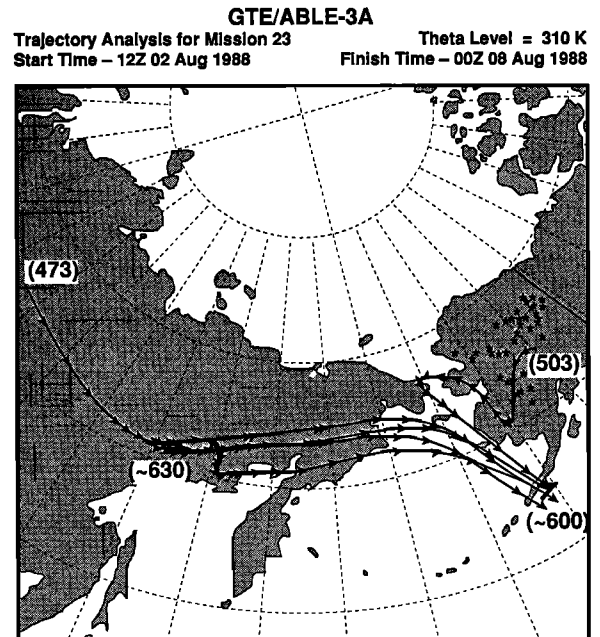 GTE/ABLE-3A
Trajectory Analysis for Mission 23 Theta Level = 310 K
Start Time – 12Z 02 Aug 1988 Finish Time – 00Z 08 Aug 1988
(473)
(503)
~630)
(~600)